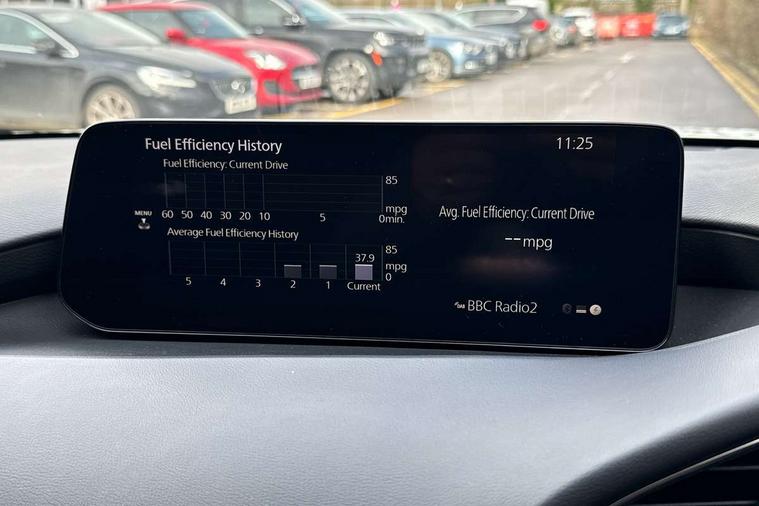 Fuel Efficiency History
11:25
Fuel Efficiency: Current Drive
85
mpg
60 50 40 30 20 10 5 0min.
MENU
Average Fuel Efficiency History
85
37.9
mpg
0
5 4 3 2 1 Current
Avg. Fuel Efficiency: Current Drive
--mpg
DAB BBC Radio2